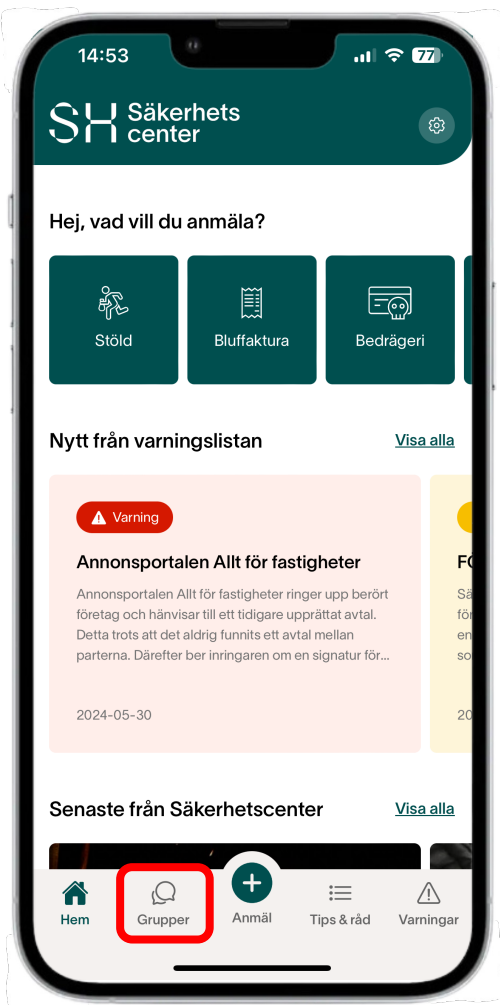 14:53
77
SH Säkerhets
center
Hej, vad vill du anmäla?
Stöld
Bluffaktura
Bedrägeri
Nytt från varningslistan
Visa alla
Varning
Annonsportalen Allt för fastigheter
Annonsportalen Allt för fastigheter ringer upp berört
företag och hänvisar till ett tidigare upprättat avtal.
Detta trots att det aldrig funnits ett avtal mellan
parterna. Därefter ber inringaren om en signatur för...
2024-05-30
Senaste från Säkerhetscenter
Visa alla
Hem
Grupper
Anmäl
Tips & råd
Varningar